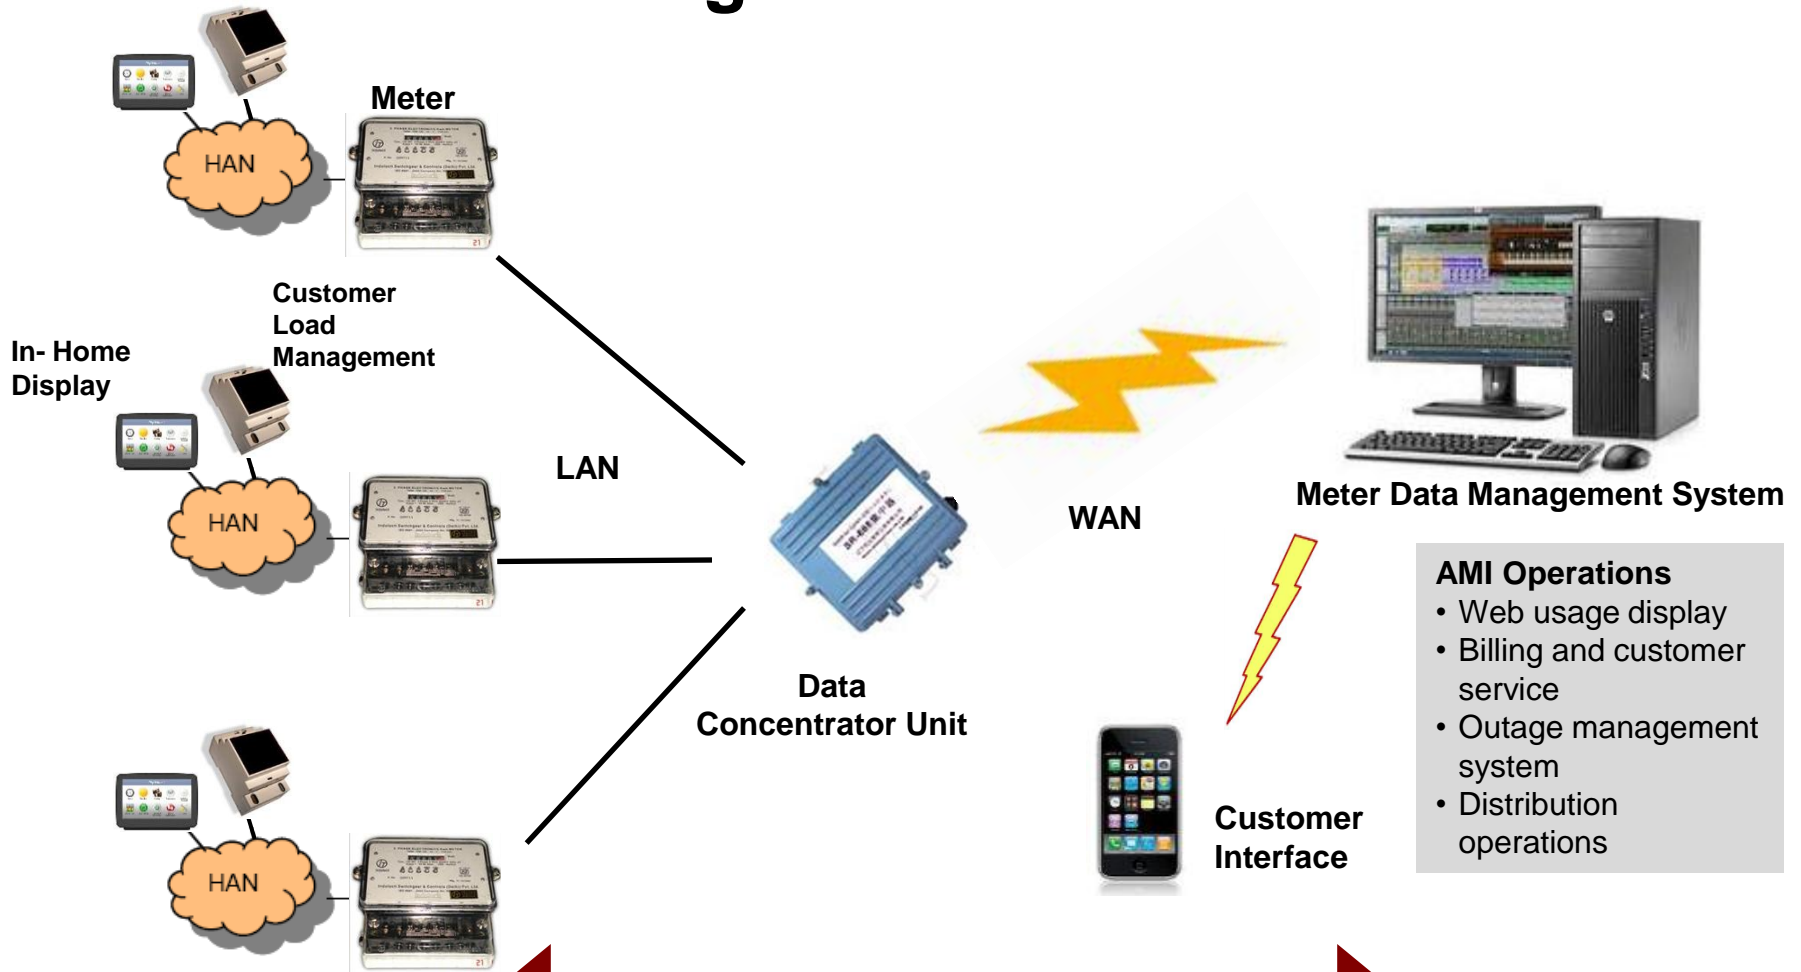 Meter
HAN
Customer
Load
Management
In- Home
Display
HAN
LAN
WAN
Meter Data Management System
Data
Concentrator Unit
AMI Operations
• Web usage display
• Billing and customer
service
• Outage management
system
• Distribution
operations
Customer
Interface
HAN